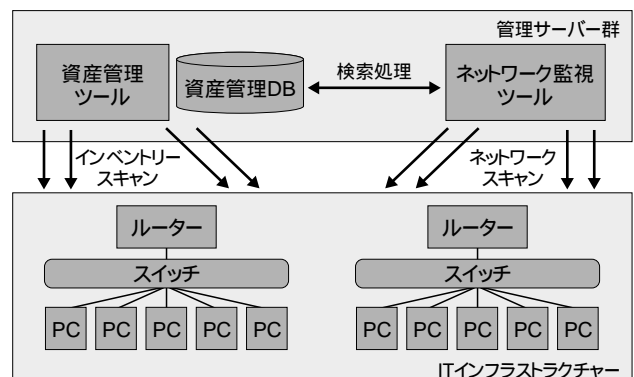 管理サーバー群
資産管理
ツール
資産管理DB
検索処理
ネットワーク監視
ツール
インベントリー
スキャン
ネットワーク
スキャン
ルーター
スイッチ
PC PC PC PC PC
ルーター
スイッチ
PC PC PC PC PC
ITインフラストラクチャー